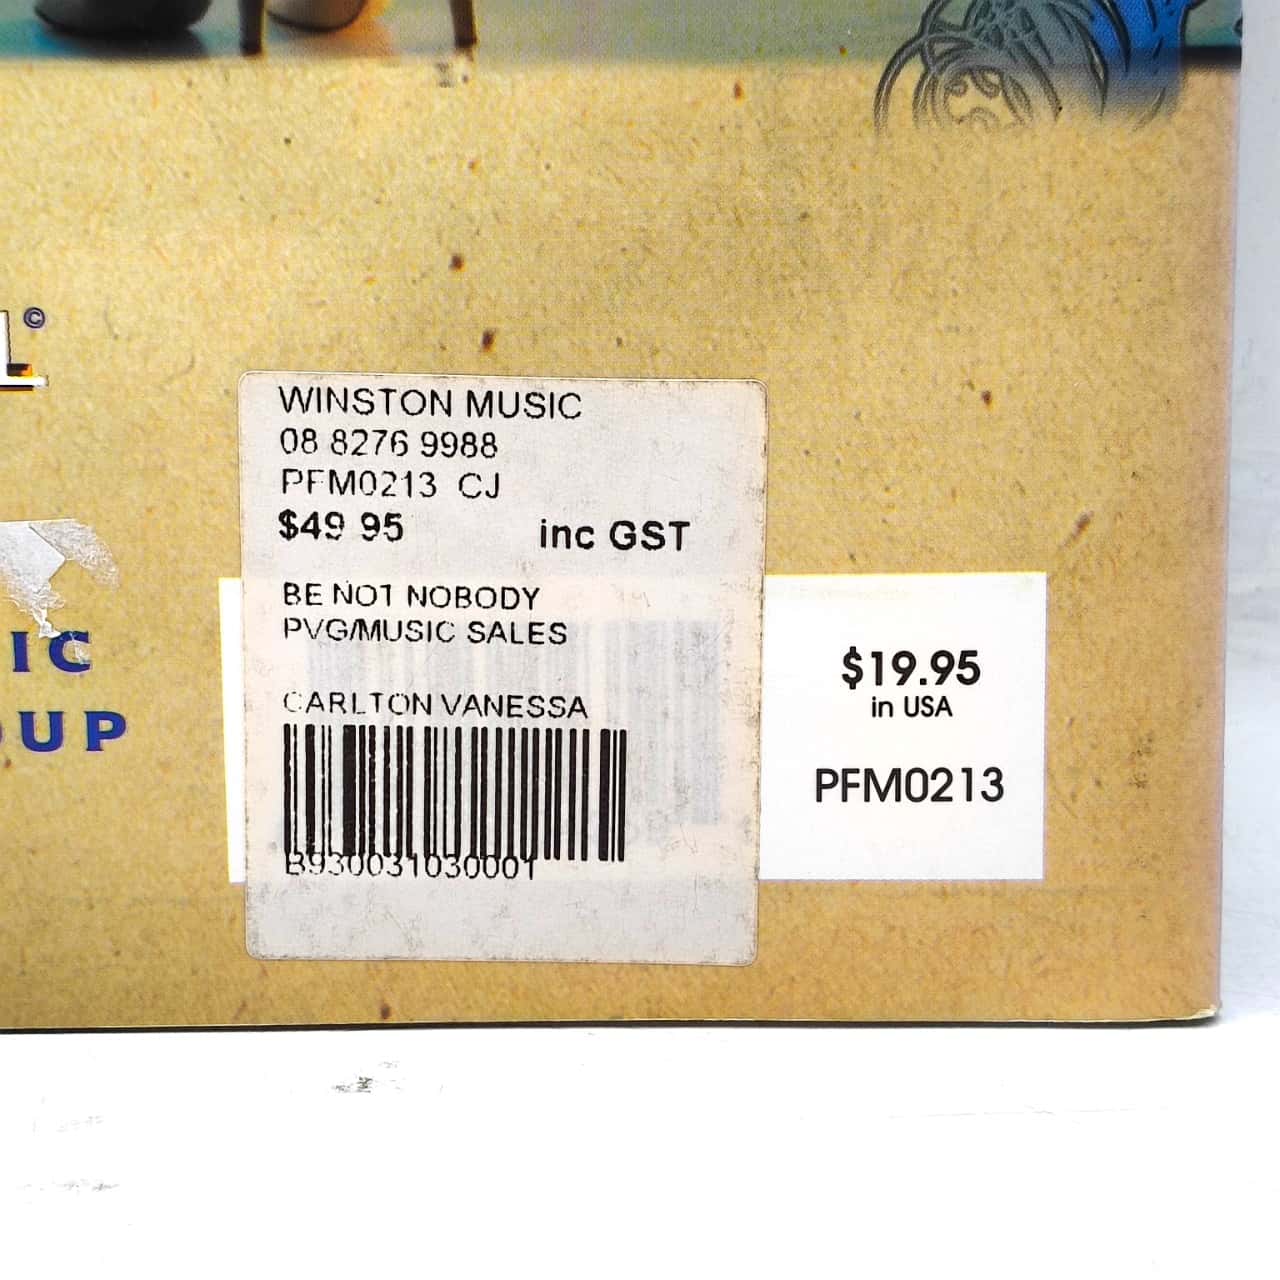 L©
WINSTON MUSIC
08 8276 9988
PFM0213 CJ
$49 95 inc GST
BE NOT NOBODY
PVG/MUSIC SALES
IC
$19.95
in USA
CARLTON VANESSA
OUP
PFM0213
B930031030001